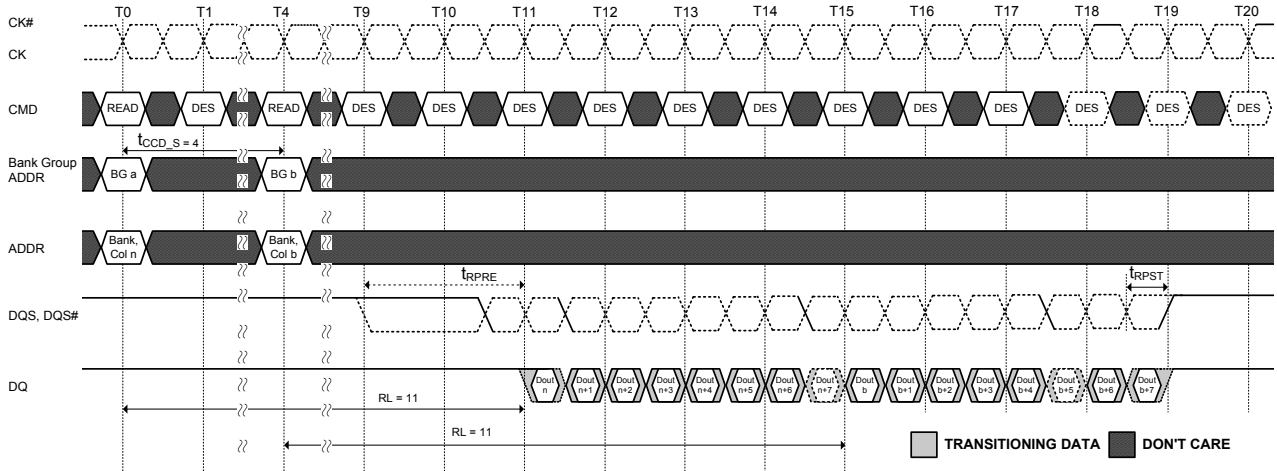 T0 T1 T4 T9 T10 T11 T12 T13 T14 T15 T16 T17 T18 T19 T20
CK#
CK
CMD READ DES READ DES DES DES DES DES DES DES DES DES DES DES DES
tCCD_S = 4
Bank Group
ADDR
BG a BG b
ADDR
Bank, Bank,
Col n Col b
tRPRE tRPST
DQS, DQS#
DQ
Dout Dout Dout Dout Dout Dout Dout Dout Dout Dout Dout Dout Dout Dout Dout Dout
n n+1 n+2 n+3 n+4 n+5 n+6 n+7 b b+1 b+2 b+3 b+4 b+5 b+6 b+7
RL = 11
RL = 11
TRANSITIONING DATA DON'T CARE